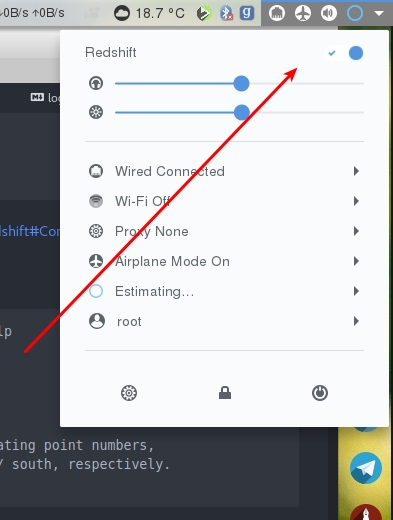 ↓0B/s ↑0B/s 18.7 °C g
Redshift
lo
Wired Connected
Wi-Fi Off
dshift#Con
Proxy None
Airplane Mode On
Estimating...
root
lp
ating point numbers,
/ south, respectively.